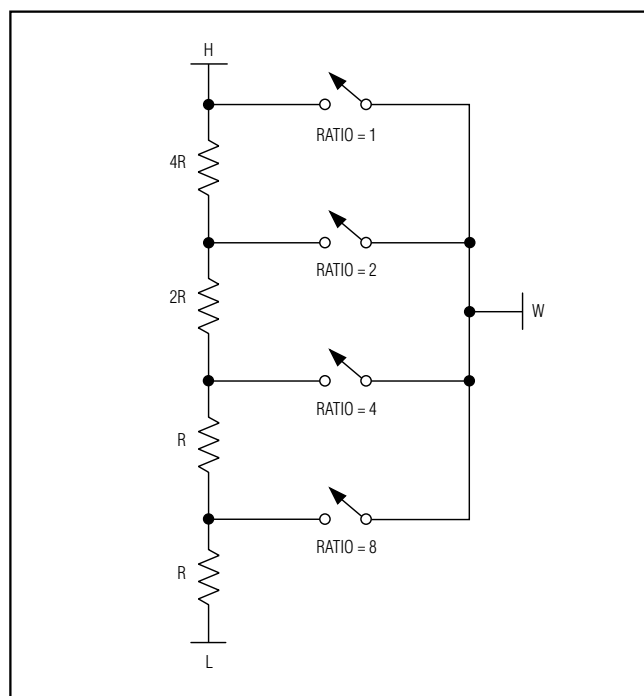 H
RATIO = 1
4R
RATIO = 2
2R
W
RATIO = 4
R
RATIO = 8
R
L